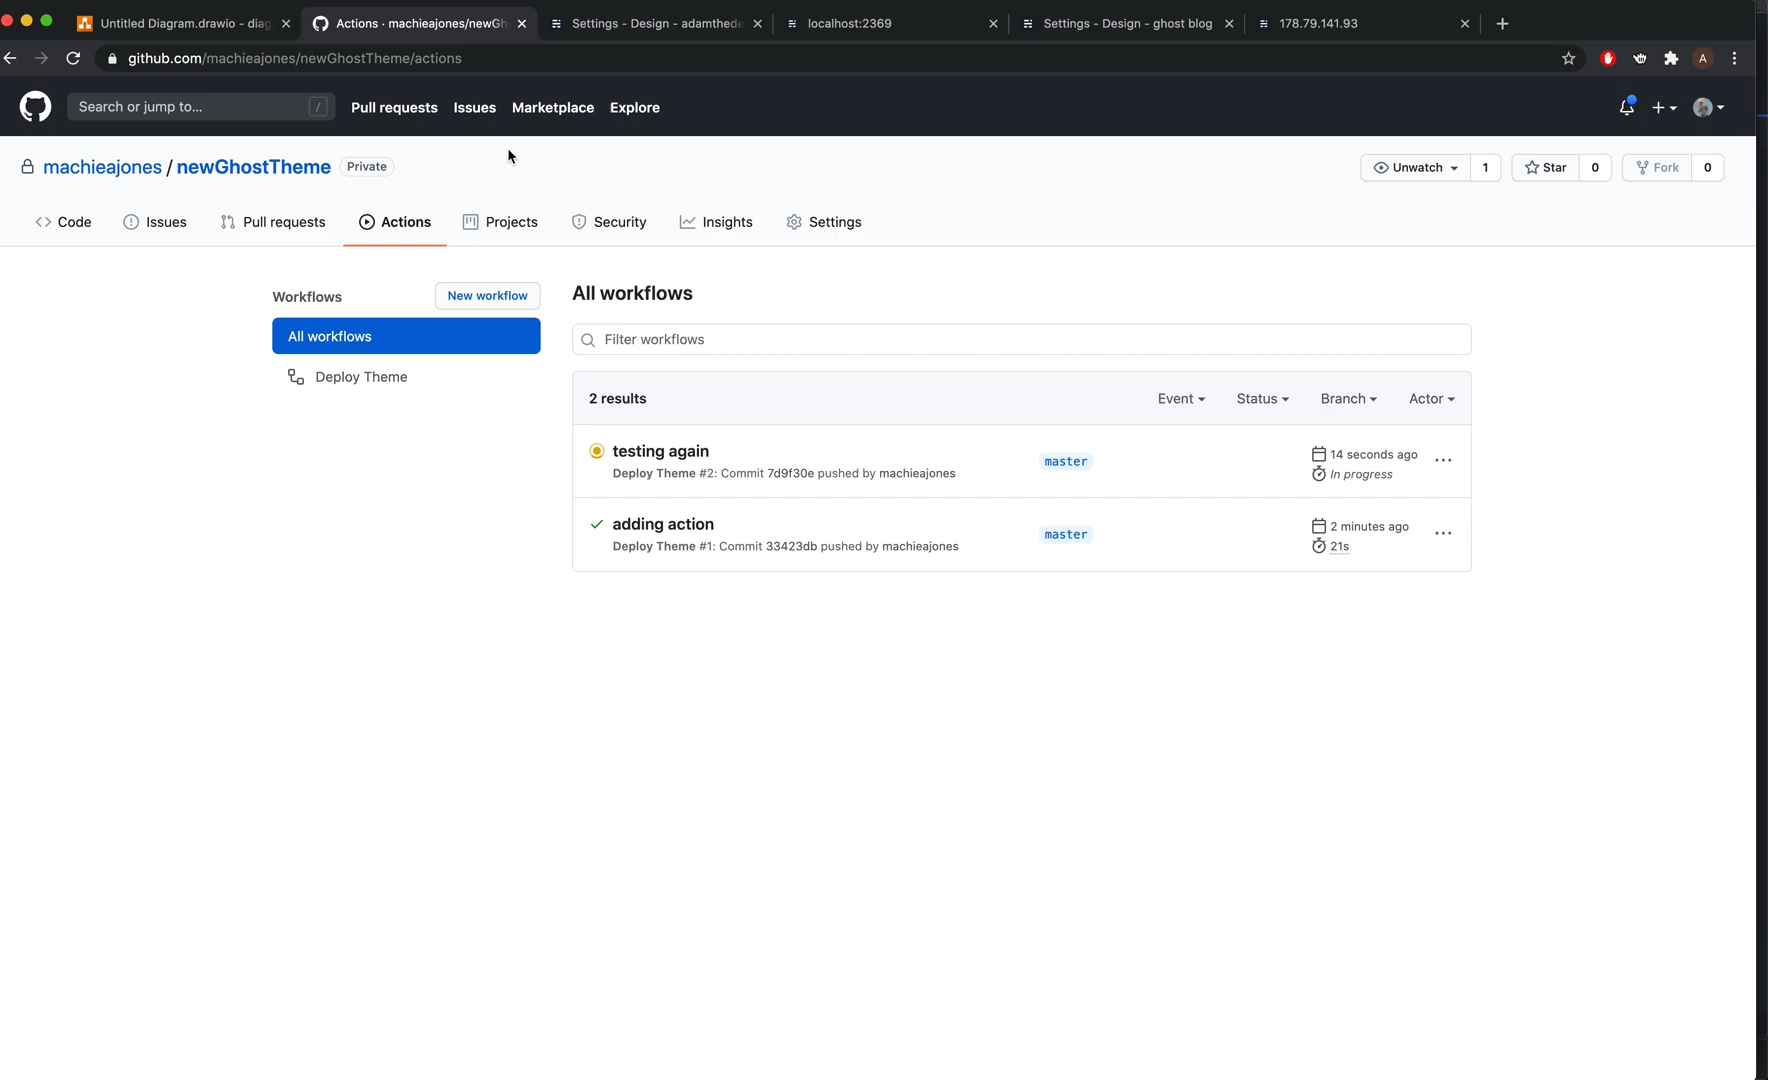 Untitled Diagram.drawio - diag
Actions · machieajones/newGh
Settings - Design - adamthede
localhost:2369
Settings - Design - ghost blog
178.79.141.93
github.com/machieajones/newGhostTheme/actions
A
Search or jump to...
/
Pull requests
Issues
Marketplace
Explore
machieajones / newGhostTheme
Private
Unwatch
1
Star
0
Fork
0
Code
Issues
Pull requests
Actions
Projects
Security
Insights
Settings
Workflows
New workflow
All workflows
Deploy Theme
All workflows
Filter workflows
2 results
Event
Status
Branch
Actor
testing again
Deploy Theme #2: Commit 7d9f30e pushed by machieajones
master
14 seconds ago
In progress
adding action
Deploy Theme #1: Commit 33423db pushed by machieajones
master
2 minutes ago
21s